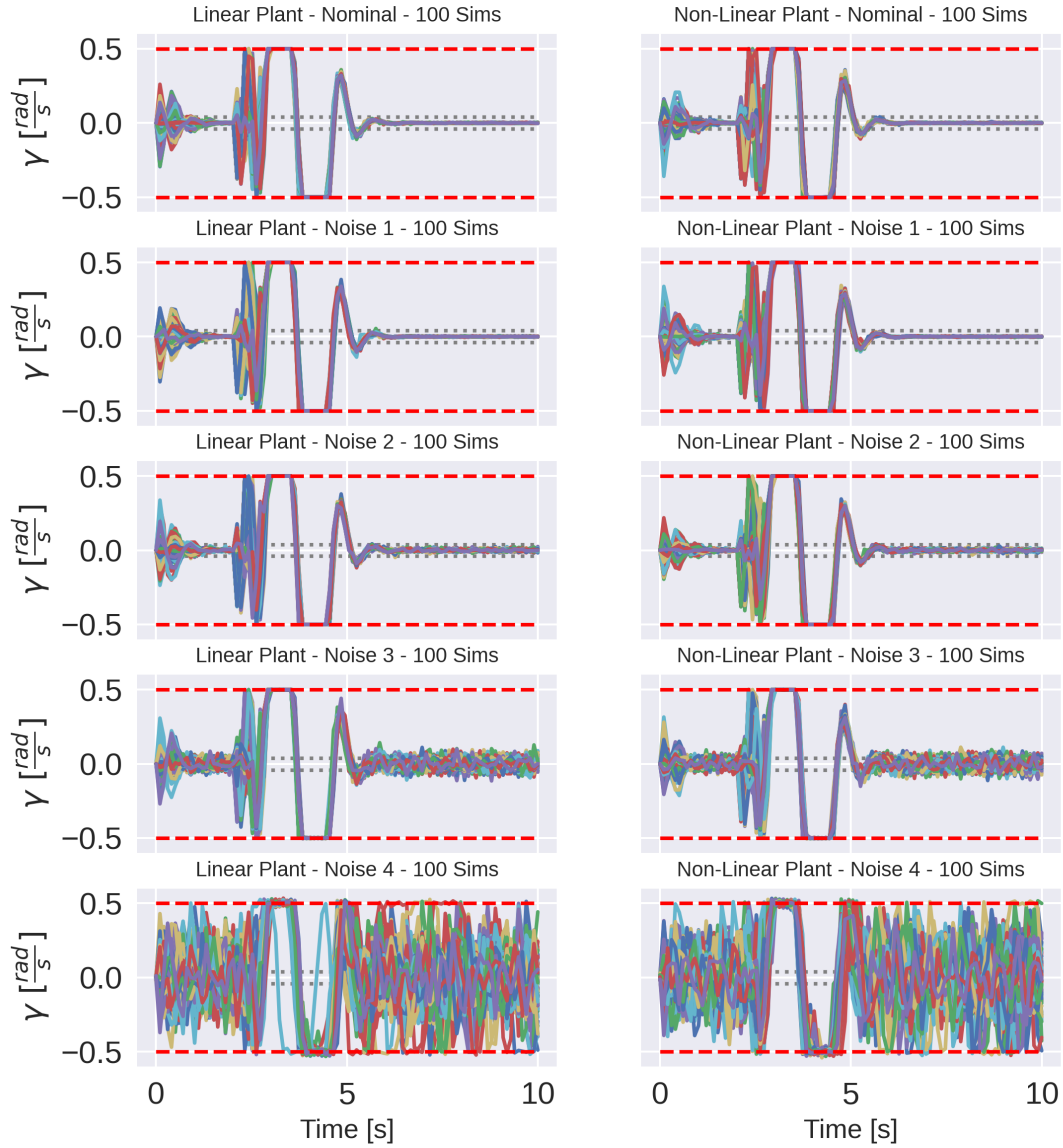 Linear Plant - Nominal - 100 Sims
Non-Linear Plant - Nominal - 100 Sims
0.5
0.0
−0.5
γ [rad/s]
Linear Plant - Noise 1 - 100 Sims
Non-Linear Plant - Noise 1 - 100 Sims
0.5
0.0
−0.5
γ [rad/s]
Linear Plant - Noise 2 - 100 Sims
Non-Linear Plant - Noise 2 - 100 Sims
0.5
0.0
−0.5
γ [rad/s]
Linear Plant - Noise 3 - 100 Sims
Non-Linear Plant - Noise 3 - 100 Sims
0.5
0.0
−0.5
γ [rad/s]
Linear Plant - Noise 4 - 100 Sims
Non-Linear Plant - Noise 4 - 100 Sims
0.5
0.0
−0.5
γ [rad/s]
0 5 10
0 5 10
Time [s]
Time [s]